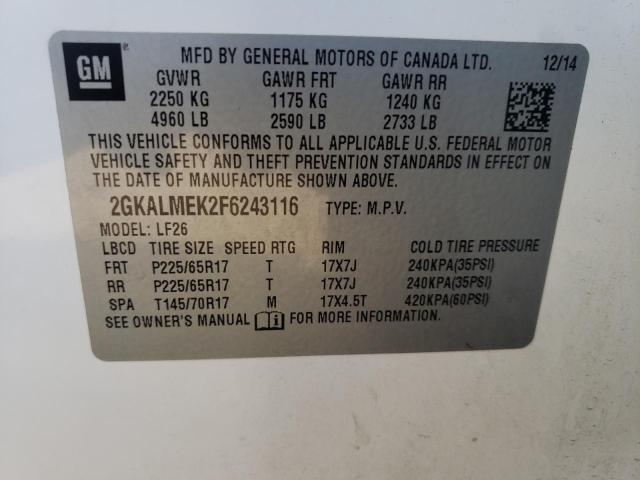 GM
MFD BY GENERAL MOTORS OF CANADA LTD. 12/14
GVWR GAWR FRT GAWR RR
2250 KG 1175 KG 1240 KG
4960 LB 2590 LB 2733 LB
THIS VEHICLE CONFORMS TO ALL APPLICABLE U.S. FEDERAL MOTOR
VEHICLE SAFETY AND THEFT PREVENTION STANDARDS IN EFFECT ON
THE DATE OF MANUFACTURE SHOWN ABOVE.
2GKALMEK2F6243116 TYPE: M.P.V.
MODEL: LF26
LBCD TIRE SIZE SPEED RTG RIM COLD TIRE PRESSURE
FRT P225/65R17 T 17X7J 240KPA(35PSI)
RR P225/65R17 T 17X7J 240KPA(35PSI)
SPA T145/70R17 M 17X4.5T 420KPA(60PSI)
SEE OWNER'S MANUAL FOR MORE INFORMATION.